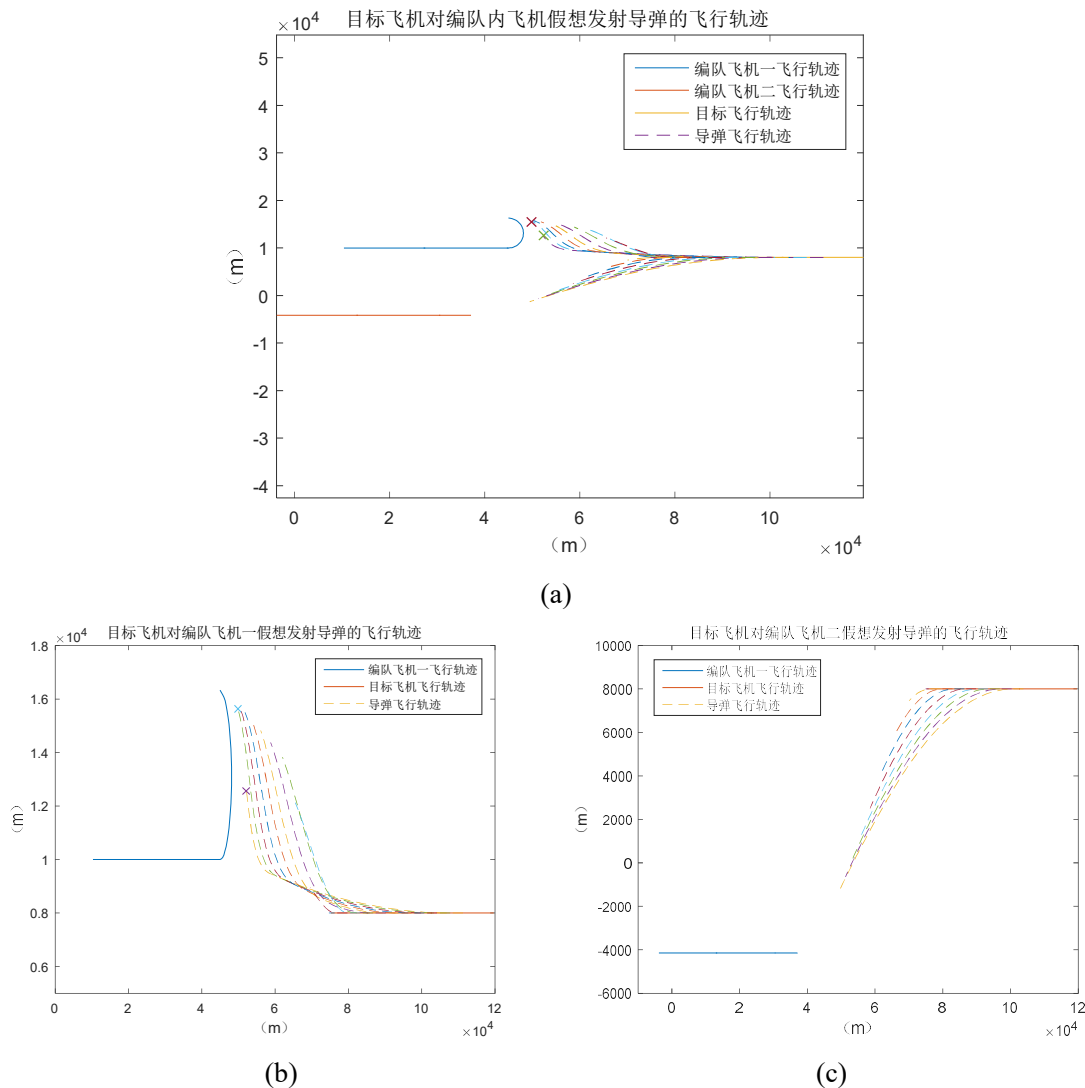 目标飞机对编队内飞机假想发射导弹的飞行轨迹
×10⁴
编队飞机一飞行轨迹
编队飞机二飞行轨迹
目标飞行轨迹
导弹飞行轨迹
5
4
3
2
1
0
-1
-2
-3
-4
（m）
0 2 4 6 8 10
（m）
×10⁴
(a)
目标飞机对编队飞机一假想发射导弹的飞行轨迹
×10⁴
编队飞机一飞行轨迹
目标飞机飞行轨迹
导弹飞行轨迹
1.8
1.6
1.4
1.2
1
0.8
0.6
（m）
0 2 4 6 8 10 12
（m）
×10⁴
(b)
目标飞机对编队飞机二假想发射导弹的飞行轨迹
编队飞机一飞行轨迹
目标飞机飞行轨迹
导弹飞行轨迹
10000
8000
6000
4000
2000
0
-2000
-4000
-6000
（m）
0 2 4 6 8 10 12
（m）
×10⁴
(c)